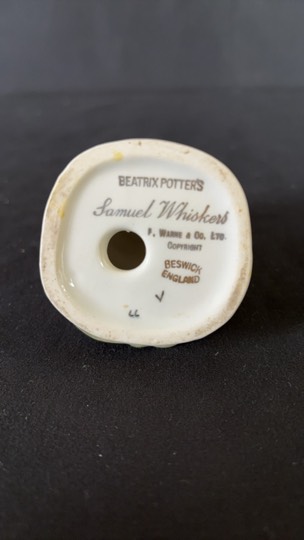 BEATRIX POTTER'S
Samuel Whiskers
F. WARNE & CO. LTD.
COPYRIGHT
BESWICK
ENGLAND